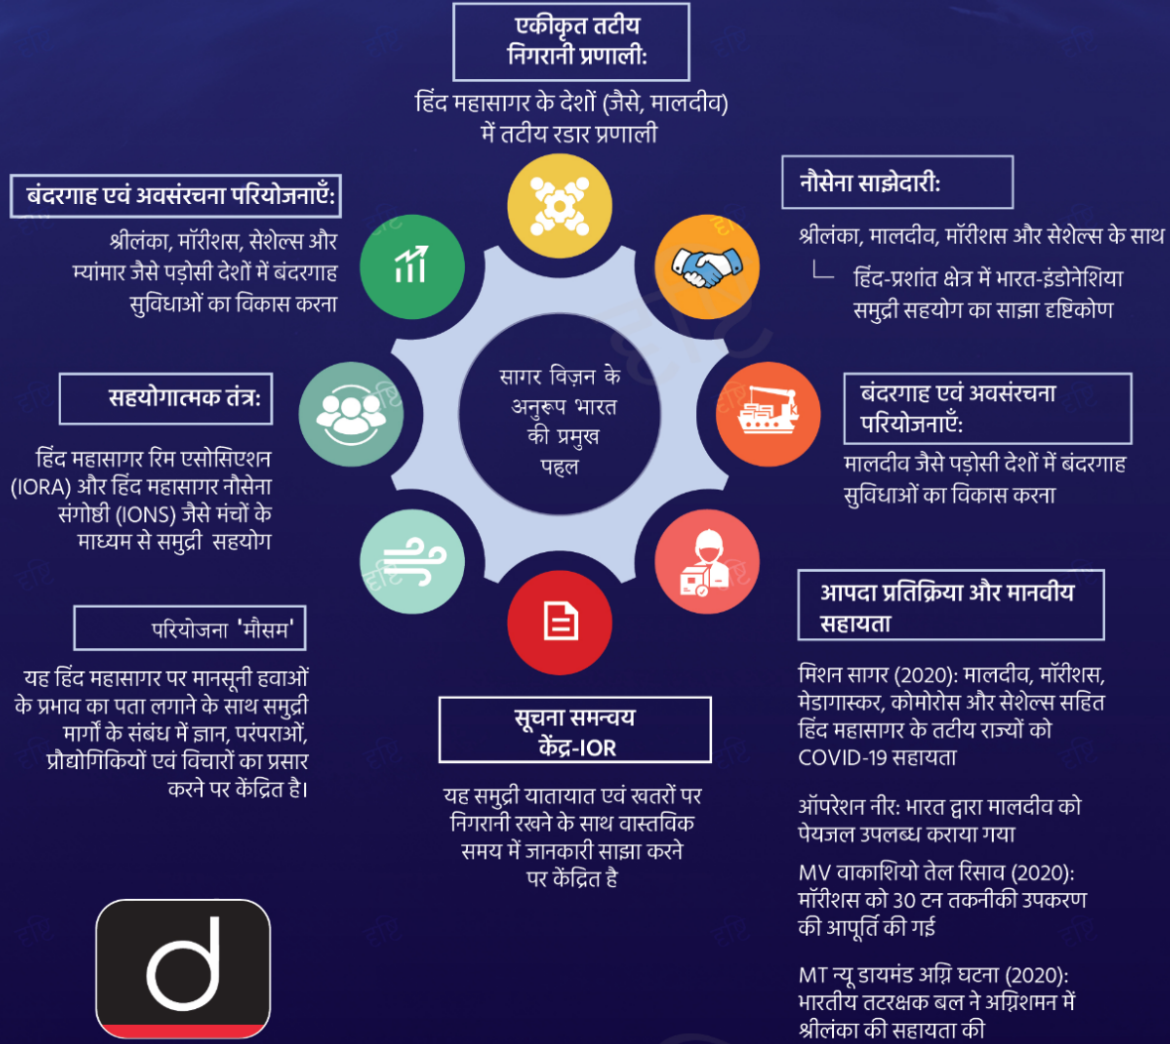 एकीकृत तटीय
निगरानी प्रणाली:
हिंद महासागर के देशों (जैसे, मालदीव)
में तटीय रडार प्रणाली
बंदरगाह एवं अवसंरचना परियोजनाएँ:
श्रीलंका, मॉरीशस, सेशेल्स और
म्यांमार जैसे पड़ोसी देशों में बंदरगाह
सुविधाओं का विकास करना
नौसेना साझेदारी:
श्रीलंका, मालदीव, मॉरीशस और सेशेल्स के साथ
हिंद-प्रशांत क्षेत्र में भारत-इंडोनेशिया
समुद्री सहयोग का साझा दृष्टिकोण
सागर विज़न के
अनुरूप भारत
की प्रमुख
पहल
सहयोगात्मक तंत्र:
हिंद महासागर रिम एसोसिएशन
(IORA) और हिंद महासागर नौसेना
संगोष्ठी (IONS) जैसे मंचों के
माध्यम से समुद्री सहयोग
बंदरगाह एवं अवसंरचना
परियोजनाएँ:
मालदीव जैसे पड़ोसी देशों में बंदरगाह
सुविधाओं का विकास करना
परियोजना 'मौसम'
यह हिंद महासागर पर मानसूनी हवाओं
के प्रभाव का पता लगाने के साथ समुद्री
मार्गों के संबंध में ज्ञान, परंपराओं,
प्रौद्योगिकियों एवं विचारों का प्रसार
करने पर केंद्रित है।
सूचना समन्वय
केंद्र-IOR
यह समुद्री यातायात एवं खतरों पर
निगरानी रखने के साथ वास्तविक
समय में जानकारी साझा करने
पर केंद्रित है
आपदा प्रतिक्रिया और मानवीय
सहायता
मिशन सागर (2020): मालदीव, मॉरीशस,
मेडागास्कर, कोमोरोस और सेशेल्स सहित
हिंद महासागर के तटीय राज्यों को
COVID-19 सहायता
ऑपरेशन नीर: भारत द्वारा मालदीव को
पेयजल उपलब्ध कराया गया
MV वाकाशियो तेल रिसाव (2020):
मॉरीशस को 30 टन तकनीकी उपकरण
की आपूर्ति की गई
MT न्यू डायमंड अग्नि घटना (2020):
भारतीय तटरक्षक बल ने अग्निशमन में
श्रीलंका की सहायता की
d
दृष्टि